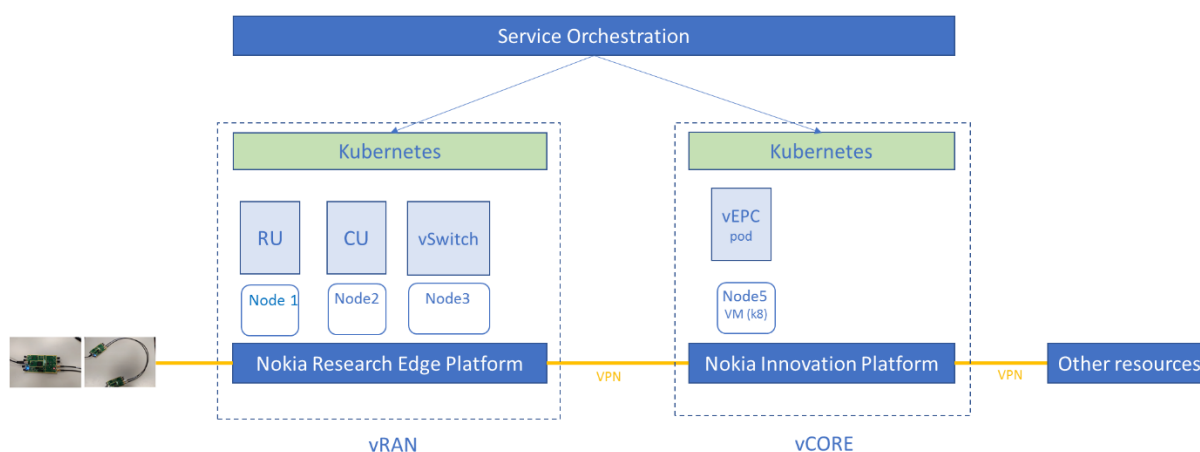 Service Orchestration
Kubernetes
Kubernetes
RU
CU
vSwitch
vEPC
pod
Node 1
Node2
Node3
Node5
VM (k8)
Nokia Research Edge Platform
VPN
Nokia Innovation Platform
VPN
Other resources
vRAN
vCORE